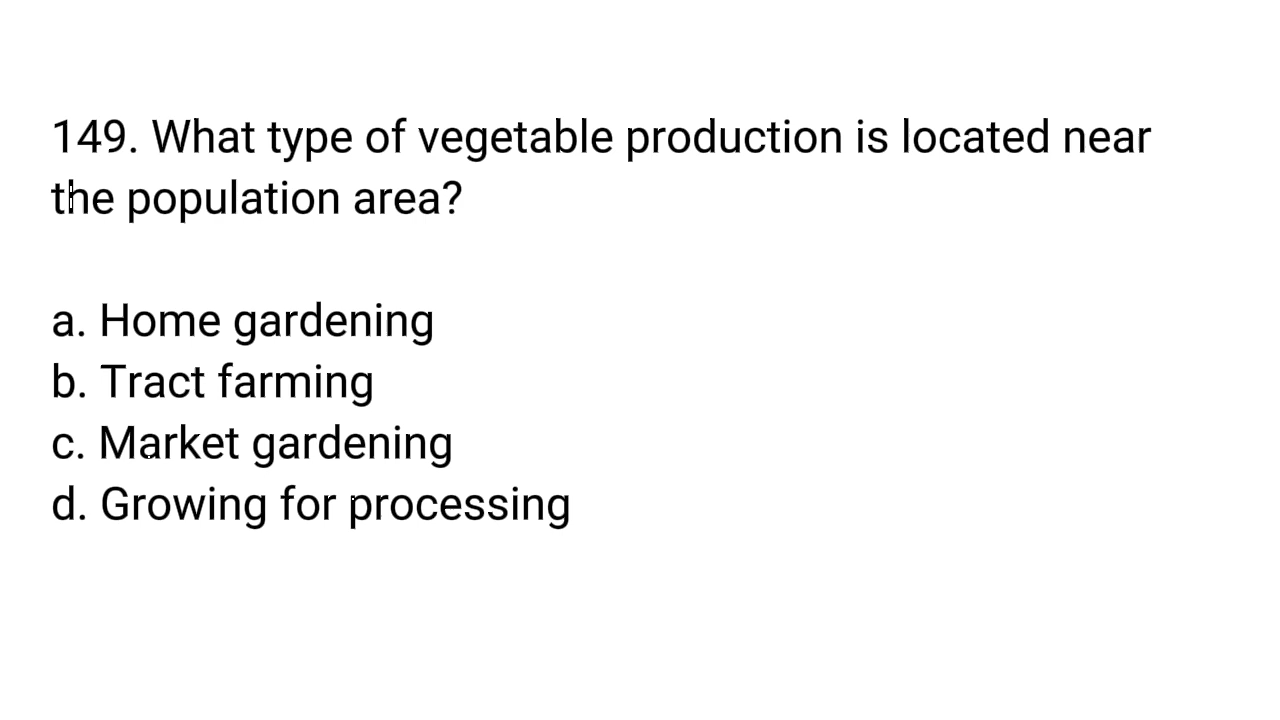 149. What type of vegetable production is located near
the population area?
a. Home gardening
b. Tract farming
c. Market gardening
d. Growing for processing